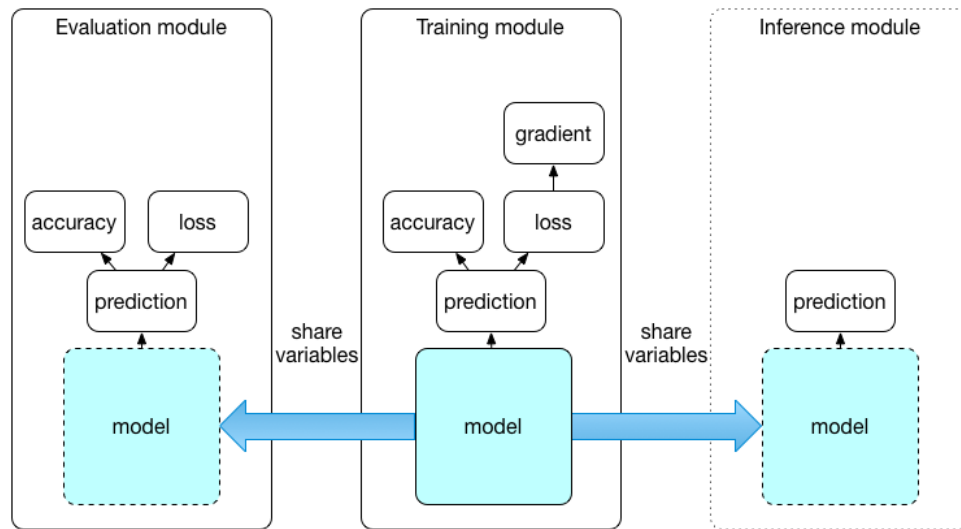 Evaluation module
accuracy
loss
prediction
model
share
variables
Training module
gradient
accuracy
loss
prediction
model
share
variables
Inference module
prediction
model